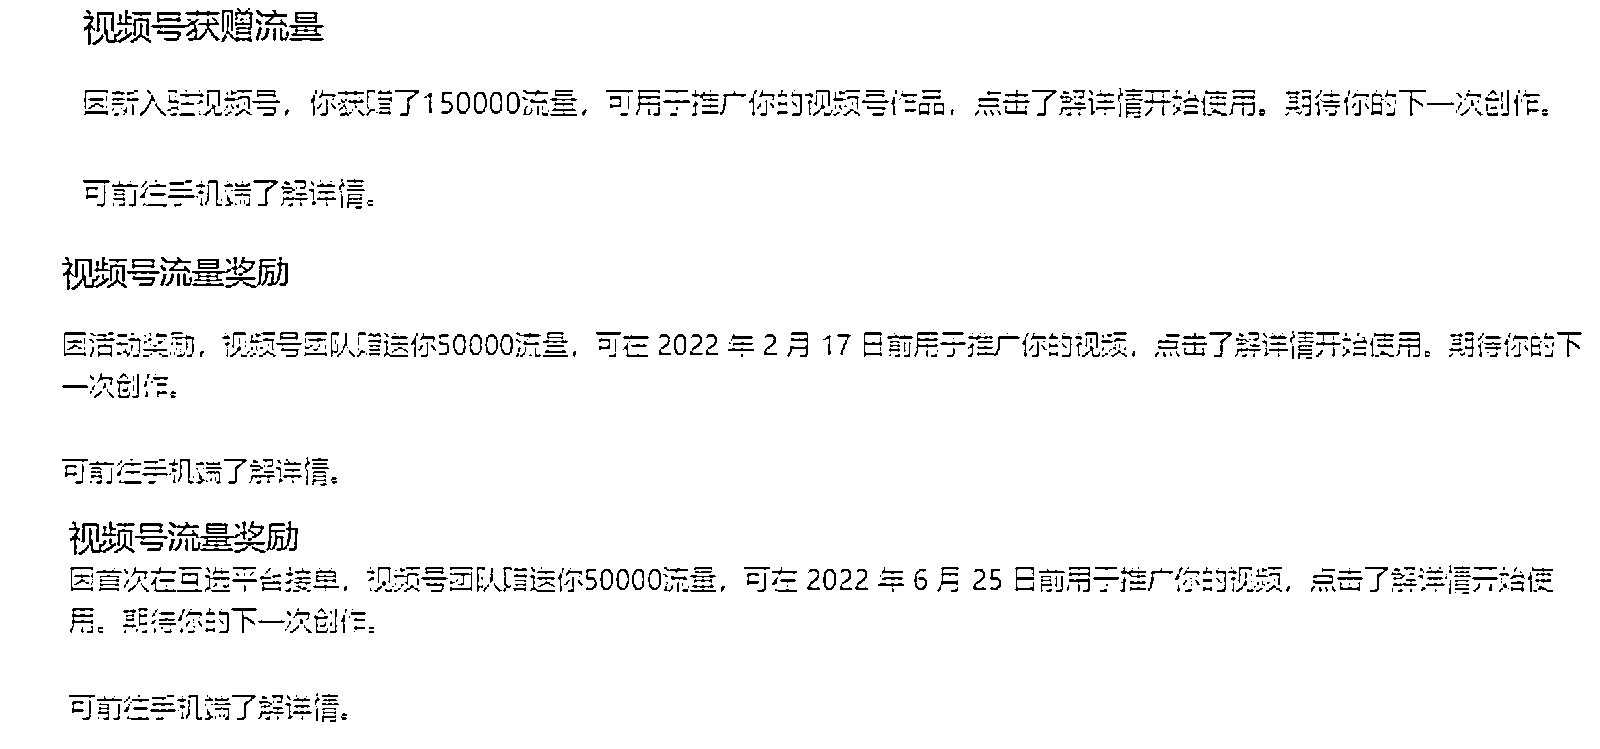 视频号获赠流量
因新入驻视频号，你获赠了150000流量，可用于推广你的视频号作品，点击了解详情开始使用。期待你的下一次创作。
可前往手机端了解详情。
视频号流量奖励
因活动奖励，视频号团队赠送你50000流量，可在 2022 年 2 月 17 日前用于推广你的视频，点击了解详情开始使用。期待你的下
一次创作。
可前往手机端了解详情。
视频号流量奖励
因首次在互选平台接单，视频号团队赠送你50000流量，可在 2022 年 6 月 25 日前用于推广你的视频，点击了解详情开始使
用。期待你的下一次创作。
可前往手机端了解详情。